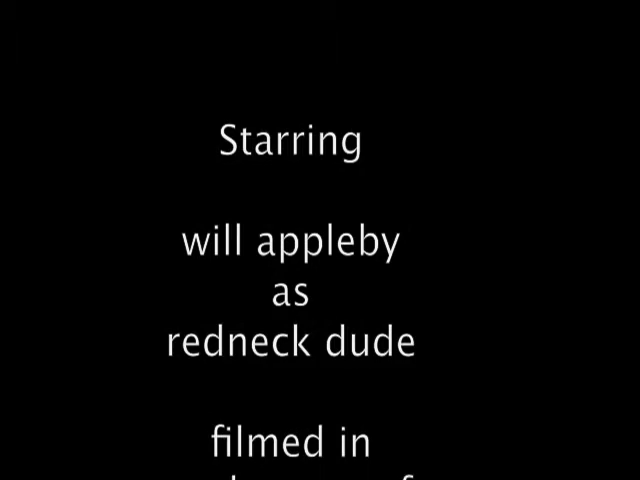 Starring
will appleby
as
redneck dude
filmed in